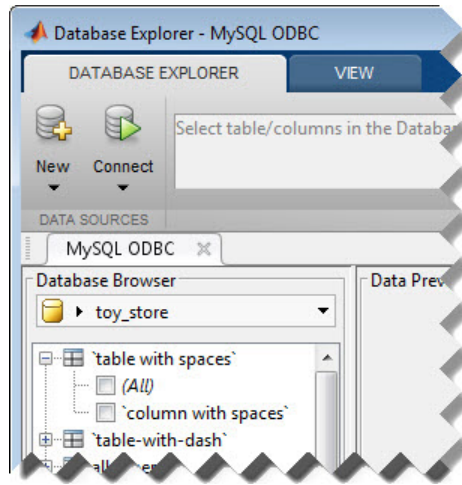 Database Explorer - MySQL ODBC
DATABASE EXPLORER
VIEW
Select table/columns in the Databa
New
Connect
DATA SOURCES
MySQL ODBC
Database Browser
Data Prev
toy_store
`table with spaces`
(All)
`column with spaces`
`table-with-dash`